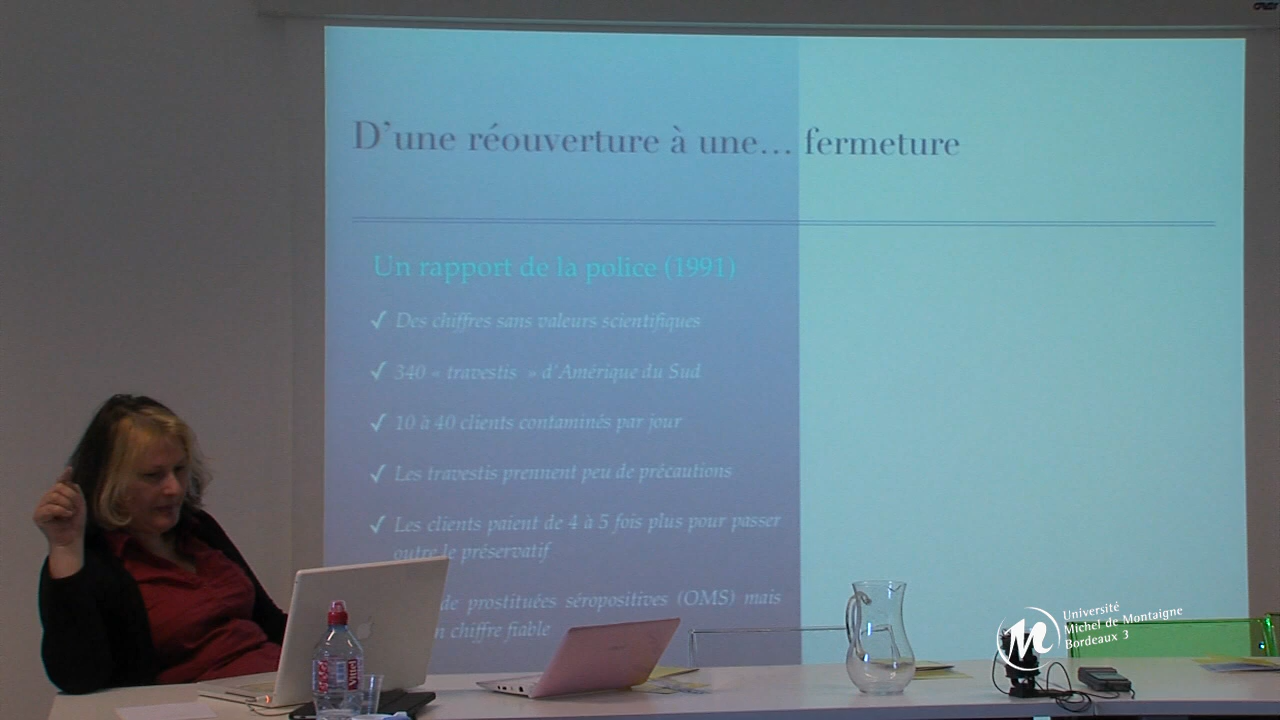 D'une réouverture à une... fermeture
Un rapport de la police (1991)
✓ Des chiffres sans valeurs scientifiques
✓ 340 « travestis » d'Amérique du Sud
✓ 10 à 40 clients contaminés par jour
✓ Les travestis prennent peu de précautions
✓ Les clients paient de 4 à 5 fois plus pour passer
outre le préservatif
de prostituées séropositives (OMS) mais
n chiffre fiable
Université
Michel de Montaigne
Bordeaux 3
Vittel